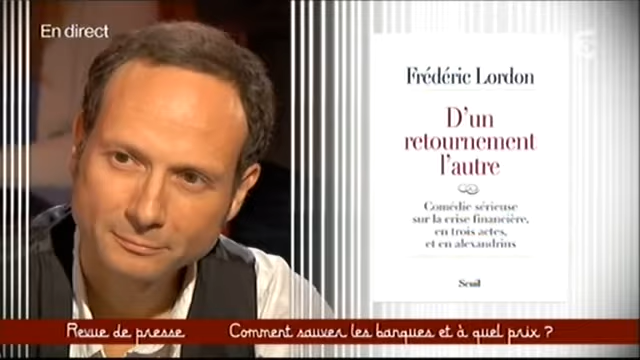 En direct
Frédéric Lordon
D'un
retournement
l'autre
Comédie sérieuse
sur la crise financière,
en trois actes,
et en alexandrins
Seuil
Revue de presse Comment sauver les banques et à quel prix ?